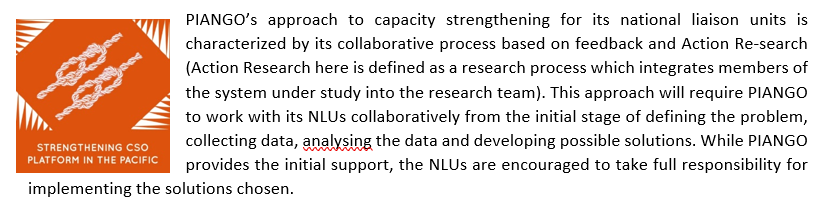 PIANGO’s approach to capacity strengthening for its national liaison units is
characterized by its collaborative process based on feedback and Action Re-search
(Action Research here is defined as a research process which integrates members of
the system under study into the research team). This approach will require PIANGO
to work with its NLUs collaboratively from the initial stage of defining the problem,
collecting data, analysing the data and developing possible solutions. While PIANGO
provides the initial support, the NLUs are encouraged to take full responsibility for
implementing the solutions chosen.
STRENGTHENING CSO
PLATFORM IN THE PACIFIC